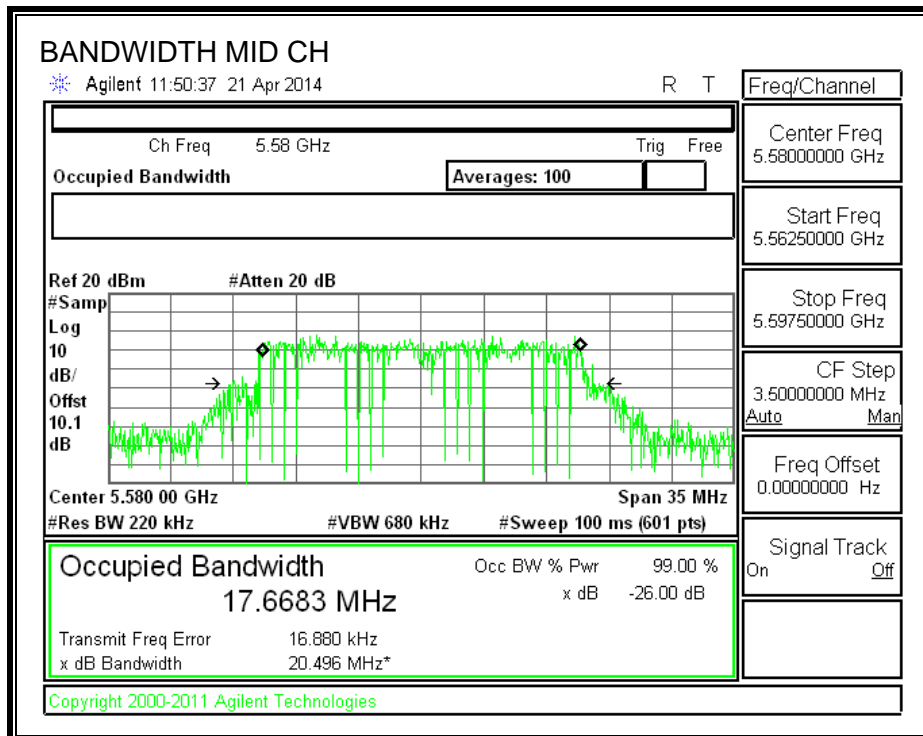 BANDWIDTH MID CH
Agilent 11:50:37 21 Apr 2014 R T
Ch Freq 5.58 GHz Trig Free
Occupied Bandwidth Averages: 100
Ref 20 dBm #Atten 20 dB
#Samp
Log
10
dB/
Offst
10.1
dB
Center 5.580 00 GHz Span 35 MHz
#Res BW 220 kHz #VBW 680 kHz #Sweep 100 ms (601 pts)
Occupied Bandwidth Occ BW % Pwr 99.00 %
17.6683 MHz x dB -26.00 dB
Transmit Freq Error 16.880 kHz
x dB Bandwidth 20.496 MHz*
Copyright 2000-2011 Agilent Technologies
Freq/Channel
Center Freq
5.58000000 GHz
Start Freq
5.56250000 GHz
Stop Freq
5.59750000 GHz
CF Step
3.50000000 MHz
Auto Man
Freq Offset
0.00000000 Hz
Signal Track
On Off